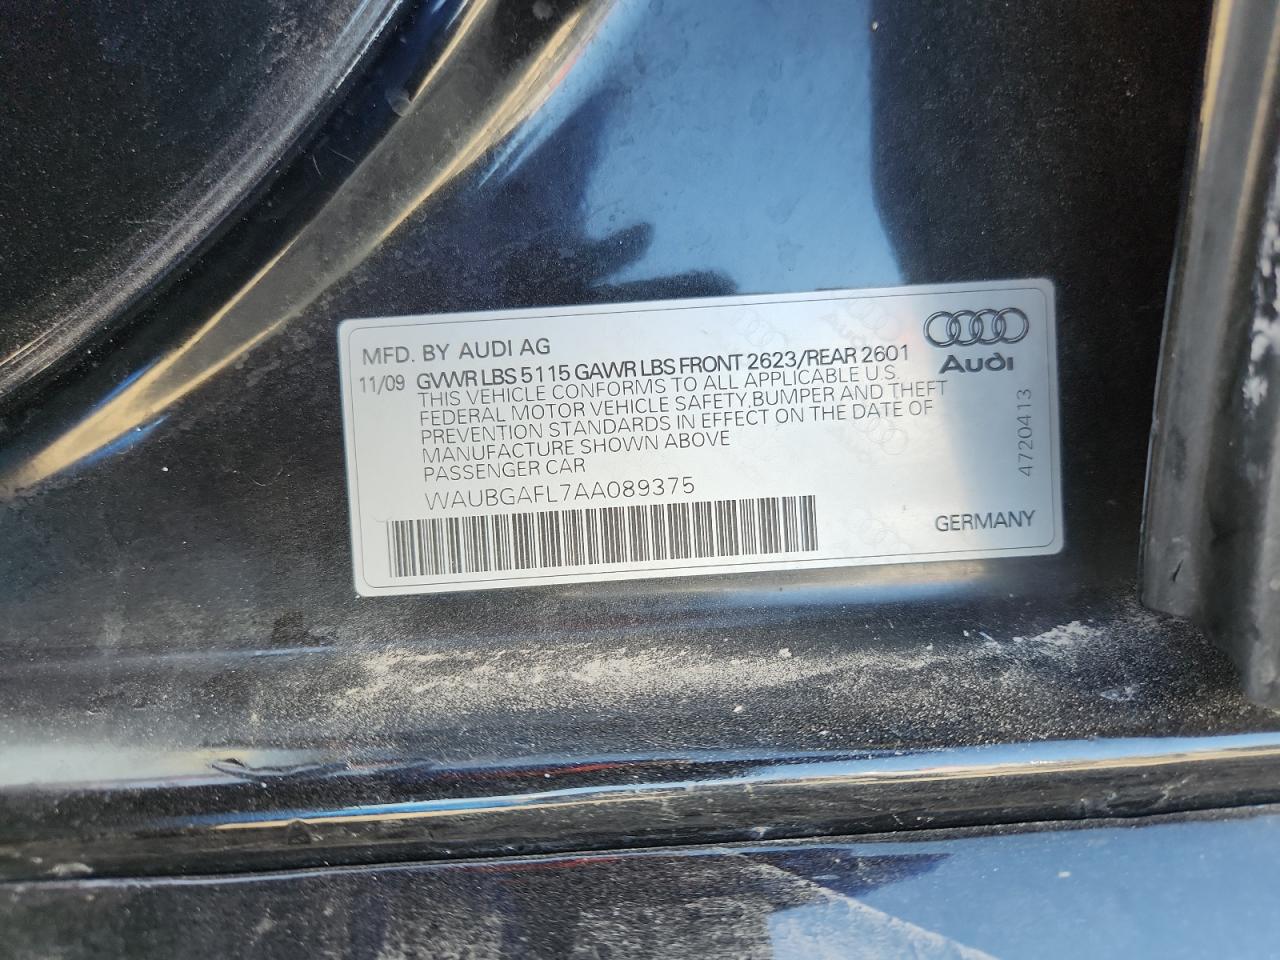 MFD. BY AUDI AG
11/09 GVWR LBS 5115 GAWR LBS FRONT 2623/REAR 2601
THIS VEHICLE CONFORMS TO ALL APPLICABLE U.S.
FEDERAL MOTOR VEHICLE SAFETY, BUMPER AND THEFT
PREVENTION STANDARDS IN EFFECT ON THE DATE OF
MANUFACTURE SHOWN ABOVE
PASSENGER CAR
WAUBGAFL7AA089375
Audi
4720413
GERMANY